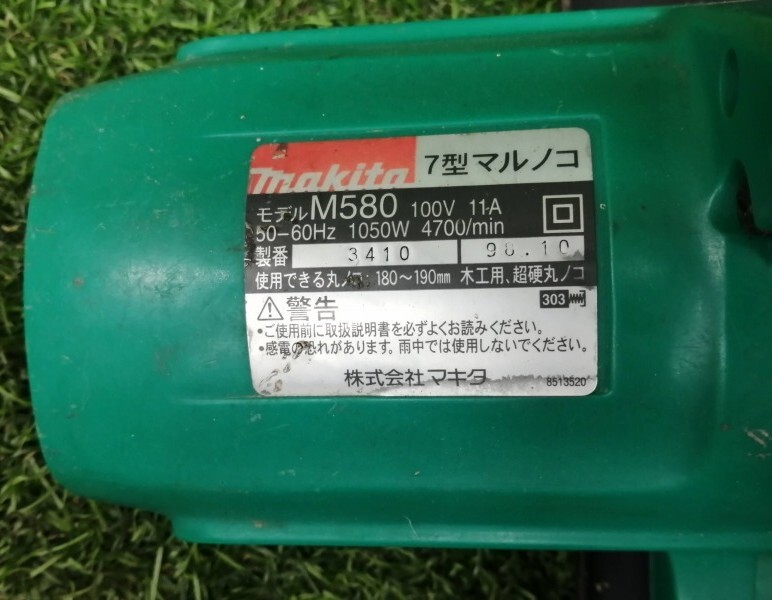 makita 7型マルノコ
モデルM580 100V 11A
50-60Hz 1050W 4700/min
製番 3410 98.10
使用できる丸ノコ:180〜190mm 木工用、超硬丸ノコ
警告 303
•ご使用前に取扱説明書を必ずよくお読みください。
•感電の恐れがあります。雨中では使用しないでください。
株式会社マキタ 8513520